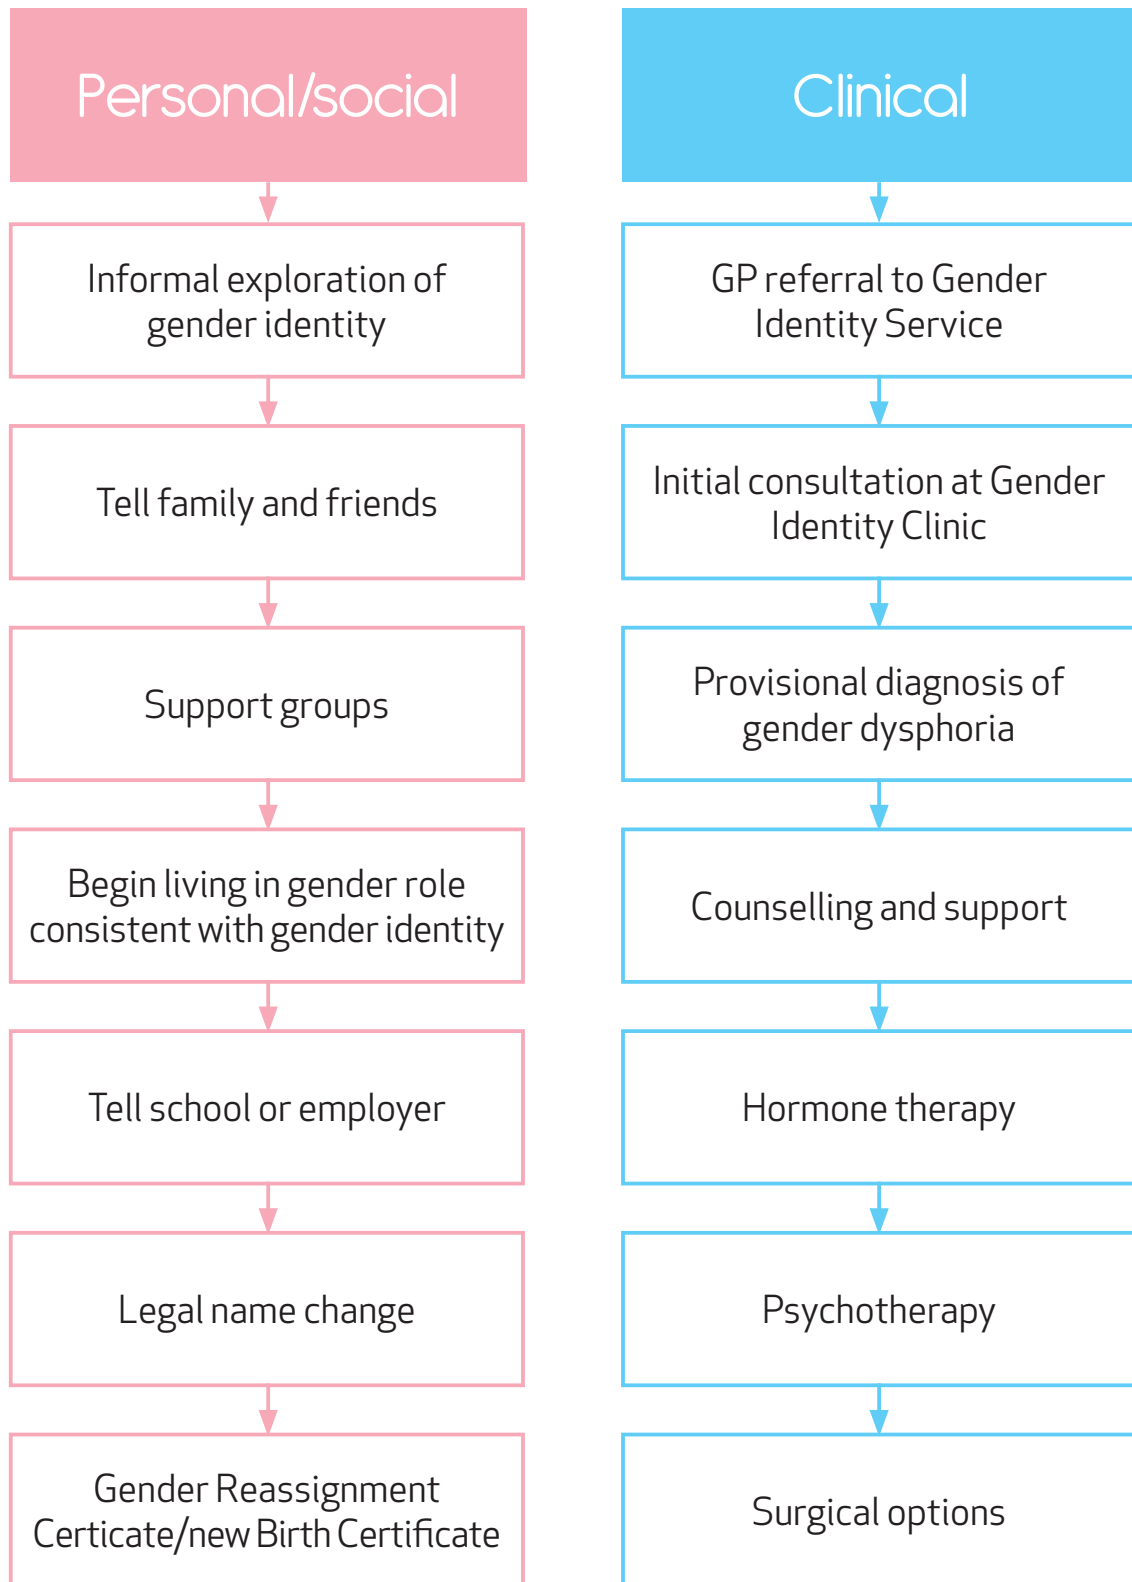 Personal/social
Informal exploration of
gender identity
Tell family and friends
Support groups
Begin living in gender role
consistent with gender identity
Tell school or employer
Legal name change
Gender Reassignment
Certicate/new Birth Certificate
Clinical
GP referral to Gender
Identity Service
Initial consultation at Gender
Identity Clinic
Provisional diagnosis of
gender dysphoria
Counselling and support
Hormone therapy
Psychotherapy
Surgical options